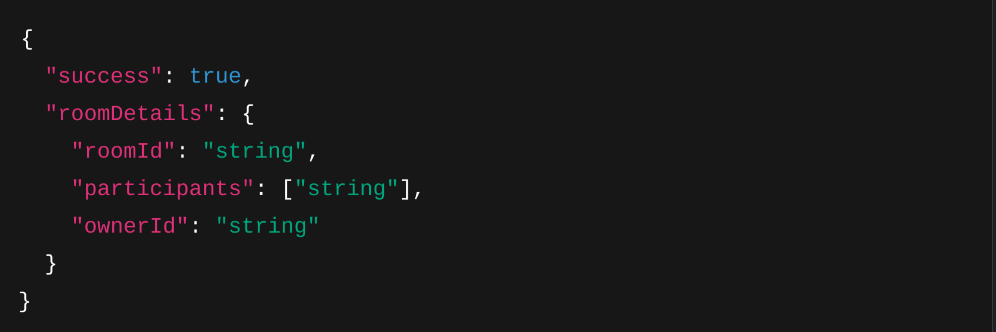 {
  "success": true,
  "roomDetails": {
    "roomId": "string",
    "participants": ["string"],
    "ownerId": "string"
  }
}